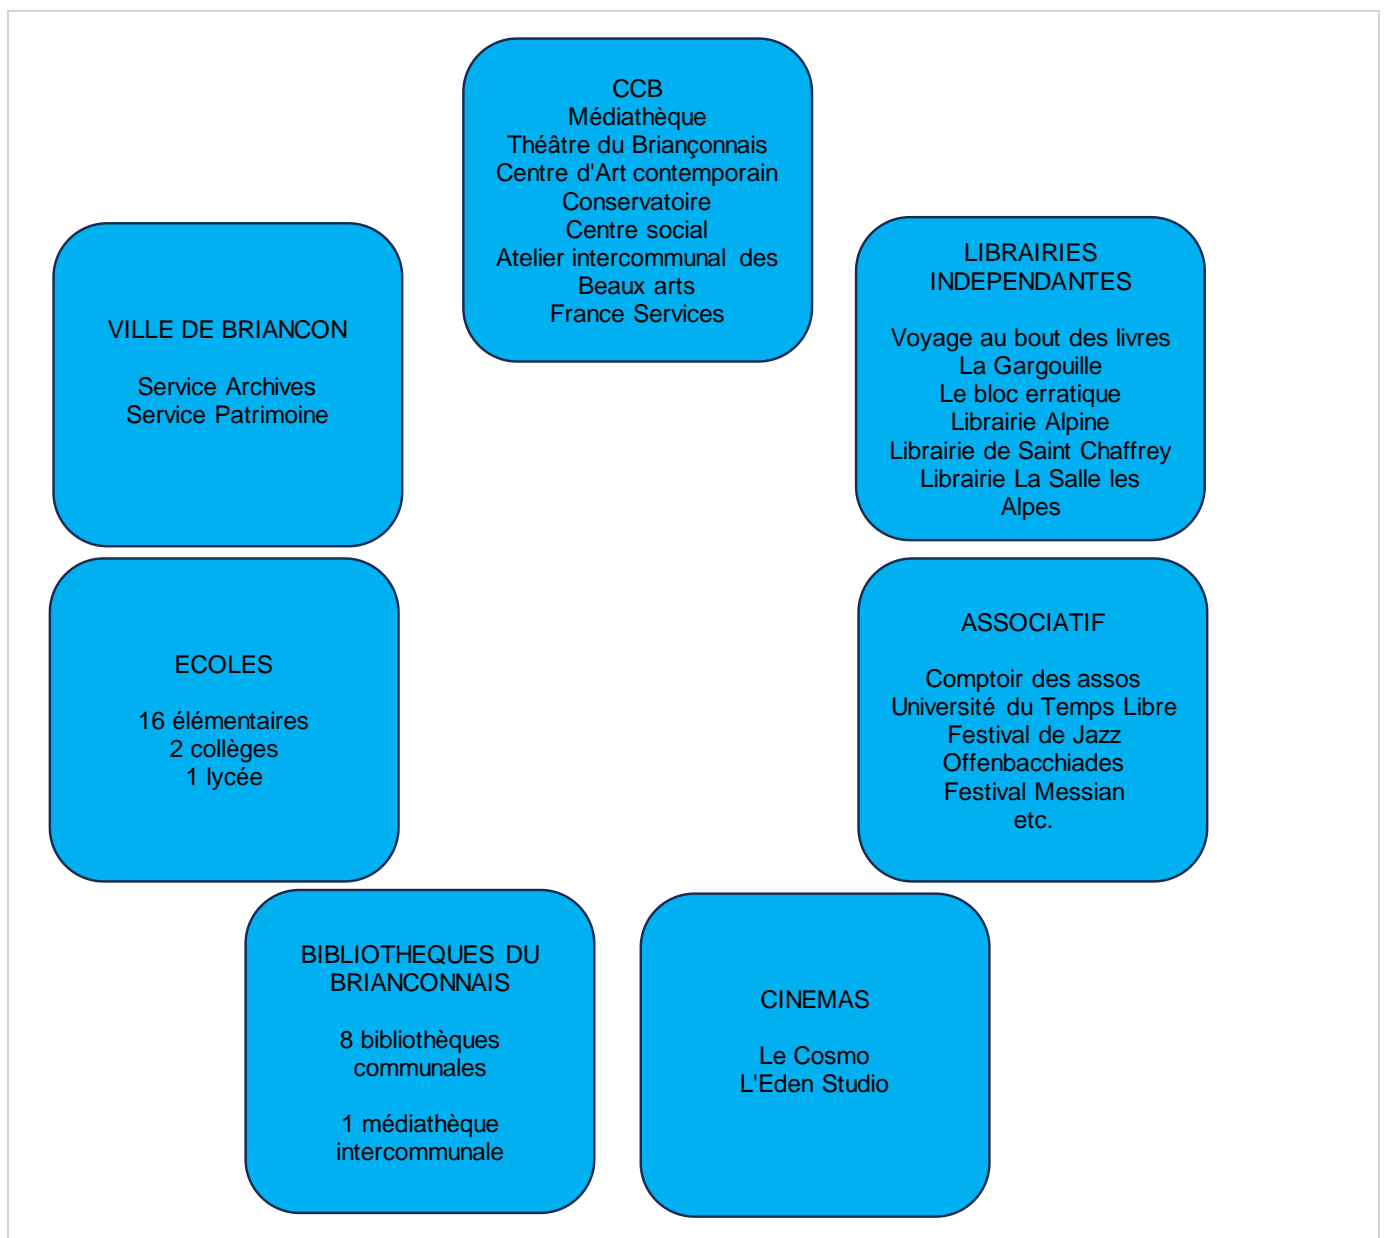 CCB
Médiathèque
Théâtre du Briançonnais
Centre d'Art contemporain
Conservatoire
Centre social
Atelier intercommunal des
Beaux arts
France Services
VILLE DE BRIANCON
Service Archives
Service Patrimoine
LIBRAIRIES
INDEPENDANTES
Voyage au bout des livres
La Gargouille
Le bloc erratique
Librairie Alpine
Librairie de Saint Chaffrey
Librairie La Salle les
Alpes
ECOLES
16 élémentaires
2 collèges
1 lycée
ASSOCIATIF
Comptoir des assos
Université du Temps Libre
Festival de Jazz
Offenbacchiades
Festival Messian
etc.
BIBLIOTHEQUES DU
BRIANCONNAIS
8 bibliothèques
communales
1 médiathèque
intercommunale
CINEMAS
Le Cosmo
L'Eden Studio